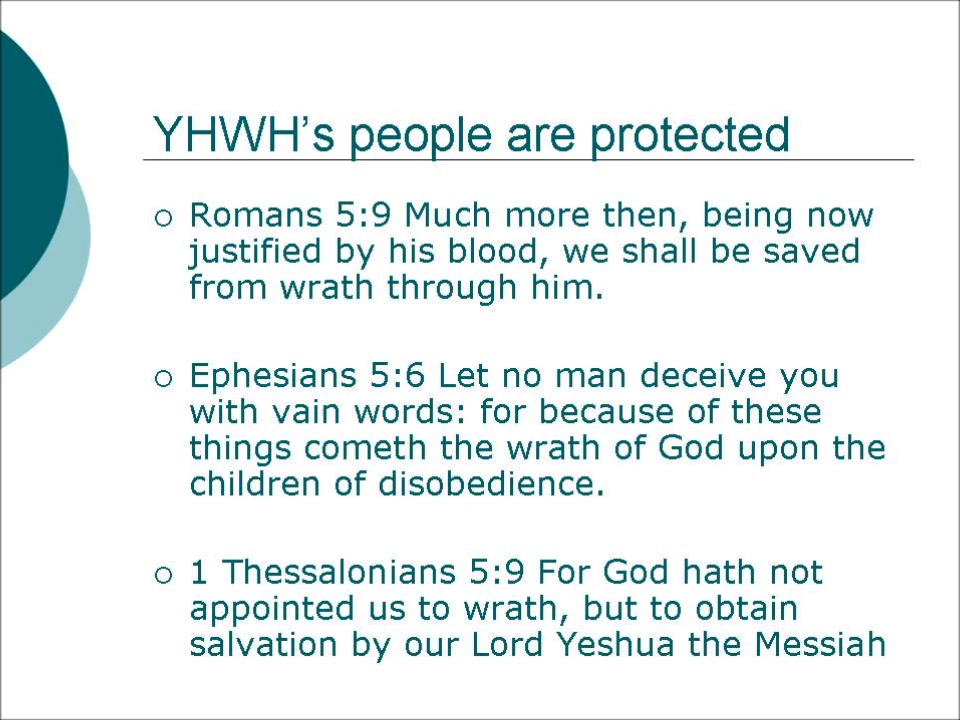 YHWH’s people are protected
Romans 5:9 Much more then, being now
justified by his blood, we shall be saved
from wrath through him.
Ephesians 5:6 Let no man deceive you
with vain words: for because of these
things cometh the wrath of God upon the
children of disobedience.
1 Thessalonians 5:9 For God hath not
appointed us to wrath, but to obtain
salvation by our Lord Yeshua the Messiah